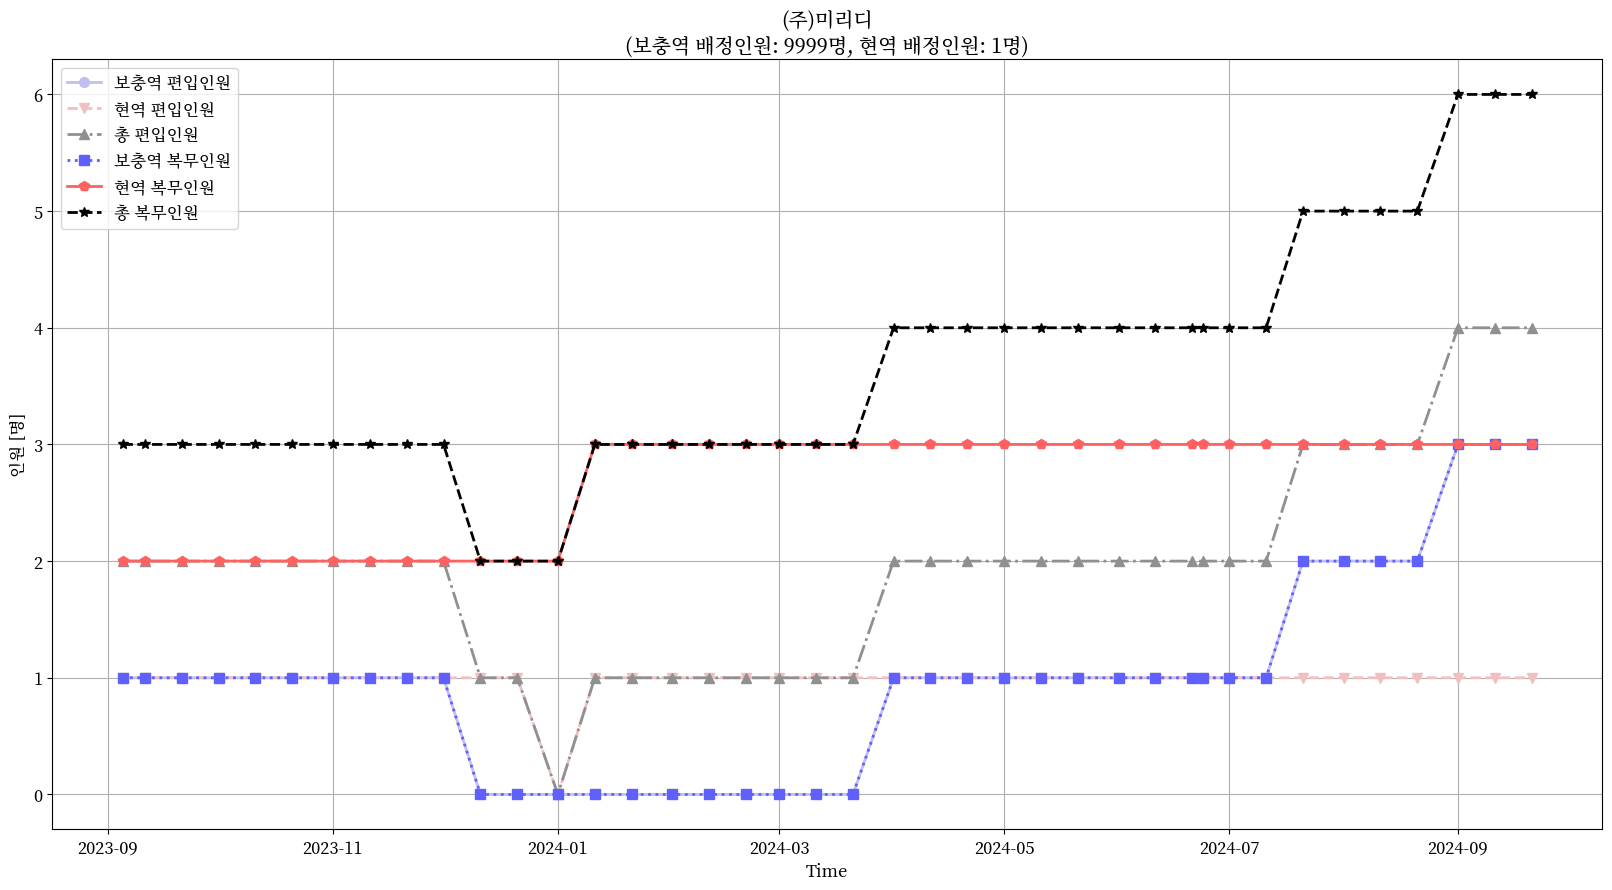 (주)미리디
(보충역 배정인원: 9999명, 현역 배정인원: 1명)
보충역 편입인원
현역 편입인원
총 편입인원
보충역 복무인원
현역 복무인원
총 복무인원
인원 [명]
6
5
4
3
2
1
0
2023-09
2023-11
2024-01
2024-03
2024-05
2024-07
2024-09
Time